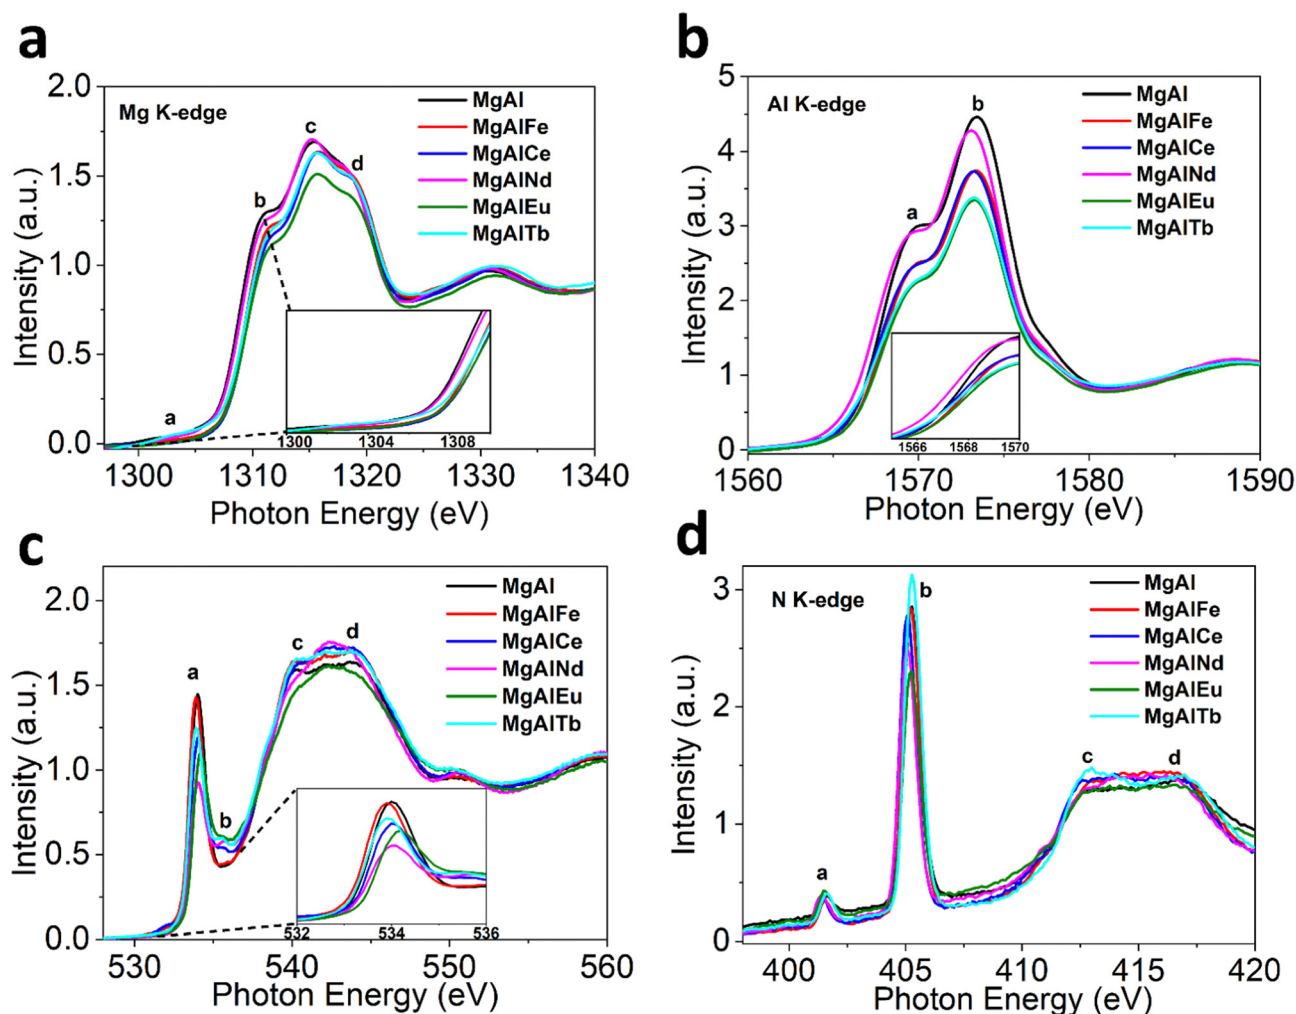 a
Mg K-edge
MgAl
MgAlFe
MgAlCe
MgAlNd
MgAlEu
MgAlTb
a
b
c
d
2.0
1.5
1.0
0.5
0.0
Intensity (a.u.)
1300 1304 1308
1300 1310 1320 1330 1340
Photon Energy (eV)
b
Al K-edge
MgAl
MgAlFe
MgAlCe
MgAlNd
MgAlEu
MgAlTb
a
b
5
4
3
2
1
0
Intensity (a.u.)
1566 1568 1570
1560 1570 1580 1590
Photon Energy (eV)
c
MgAl
MgAlFe
MgAlCe
MgAlNd
MgAlEu
MgAlTb
a
b
c
d
2.0
1.5
1.0
0.5
0.0
Intensity (a.u.)
532 534 536
530 540 550 560
Photon Energy (eV)
d
N K-edge
MgAl
MgAlFe
MgAlCe
MgAlNd
MgAlEu
MgAlTb
a
b
c
d
3
2
1
0
Intensity (a.u.)
400 405 410 415 420
Photon Energy (eV)